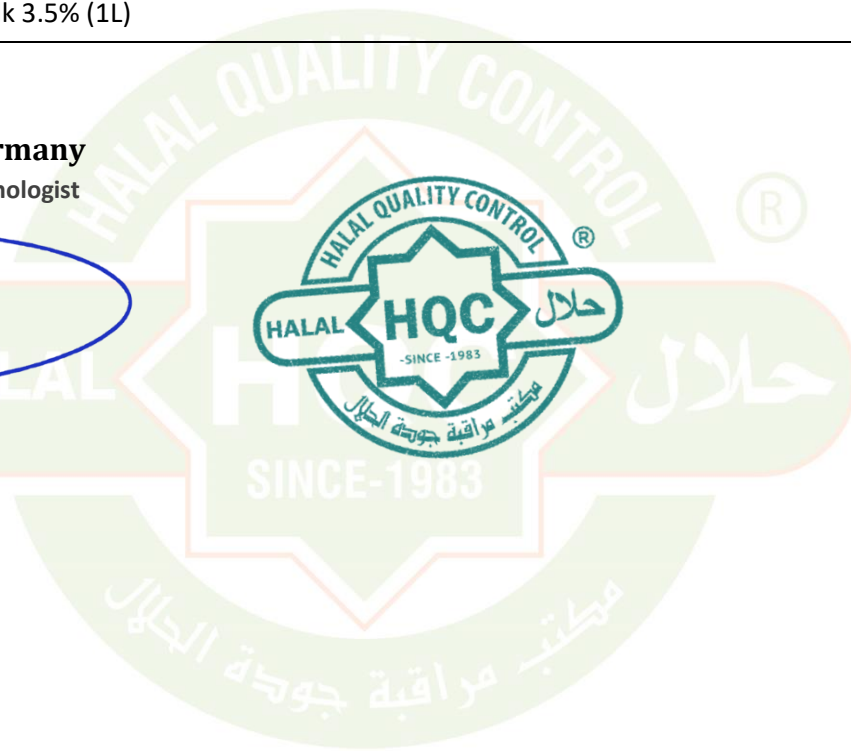 k 3.5% (1L)
rmany
nologist
HALAL QUALITY CONTROL
®
HALAL
HQC
حلال
-SINCE -1983
مكتب مراقبة جودة الحلال
HALAL QUALITY CONTROL
®
LAL
HQC
حلال
SINCE-1983
مكتب مراقبة جودة الحلال